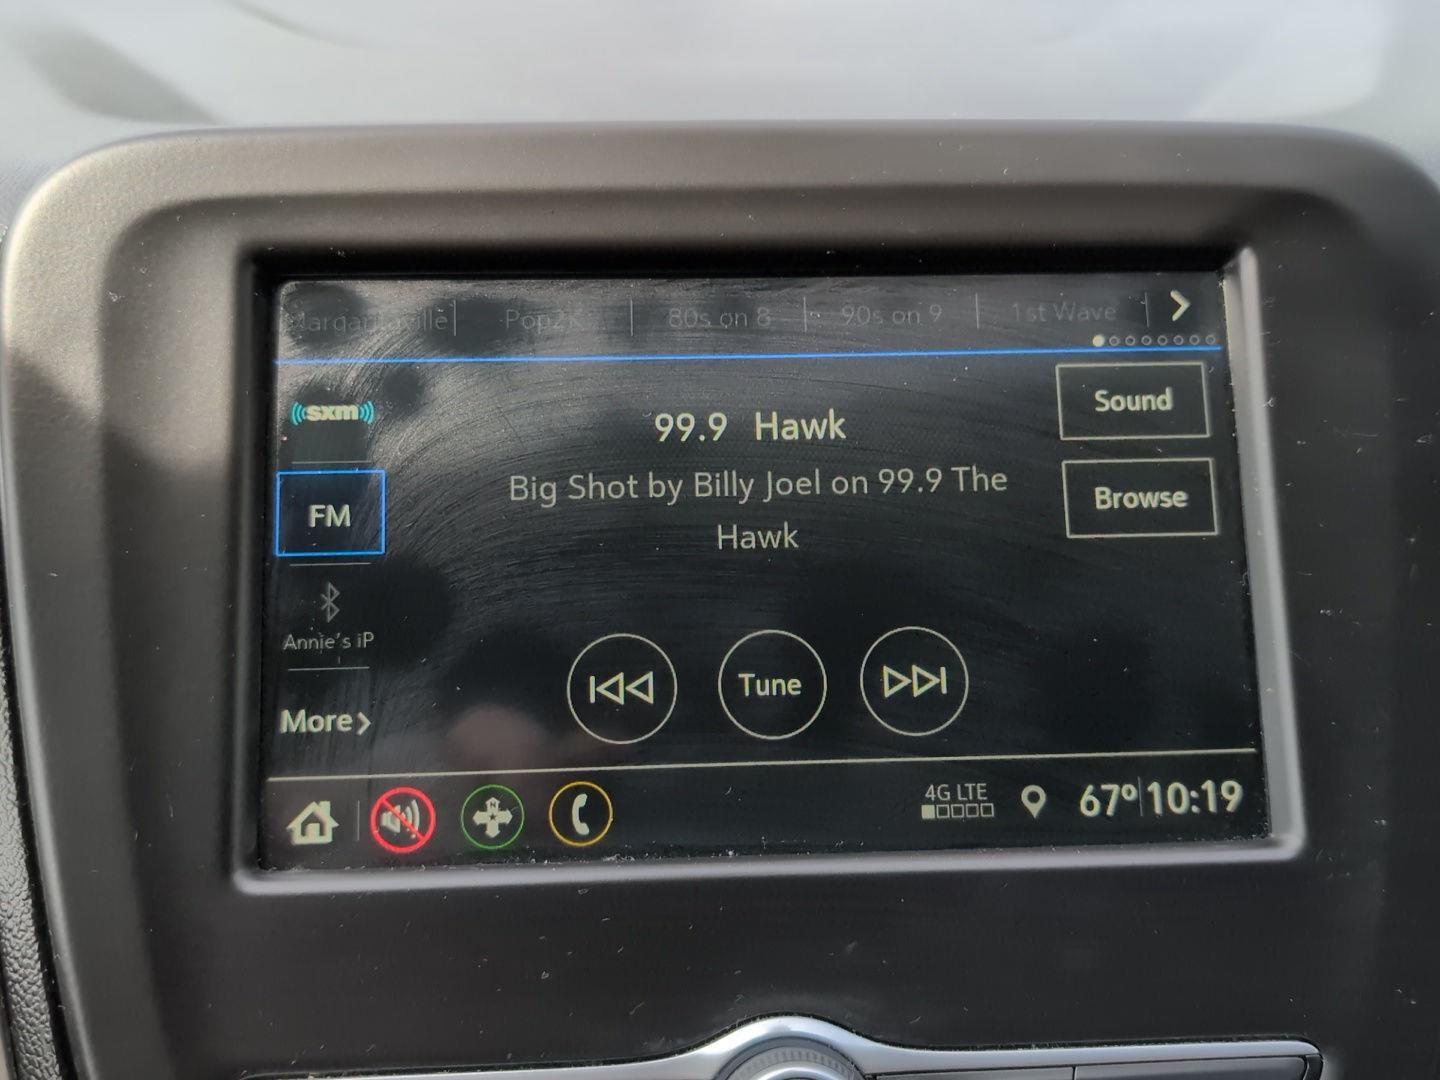 Margaritaville Pop2K 80s on 8 90s on 9 1st Wave
sxm
Sound
99.9 Hawk
Big Shot by Billy Joel on 99.9 The
Hawk
Browse
FM
Annie's iP
Tune
More
N
4G LTE
67° 10:19